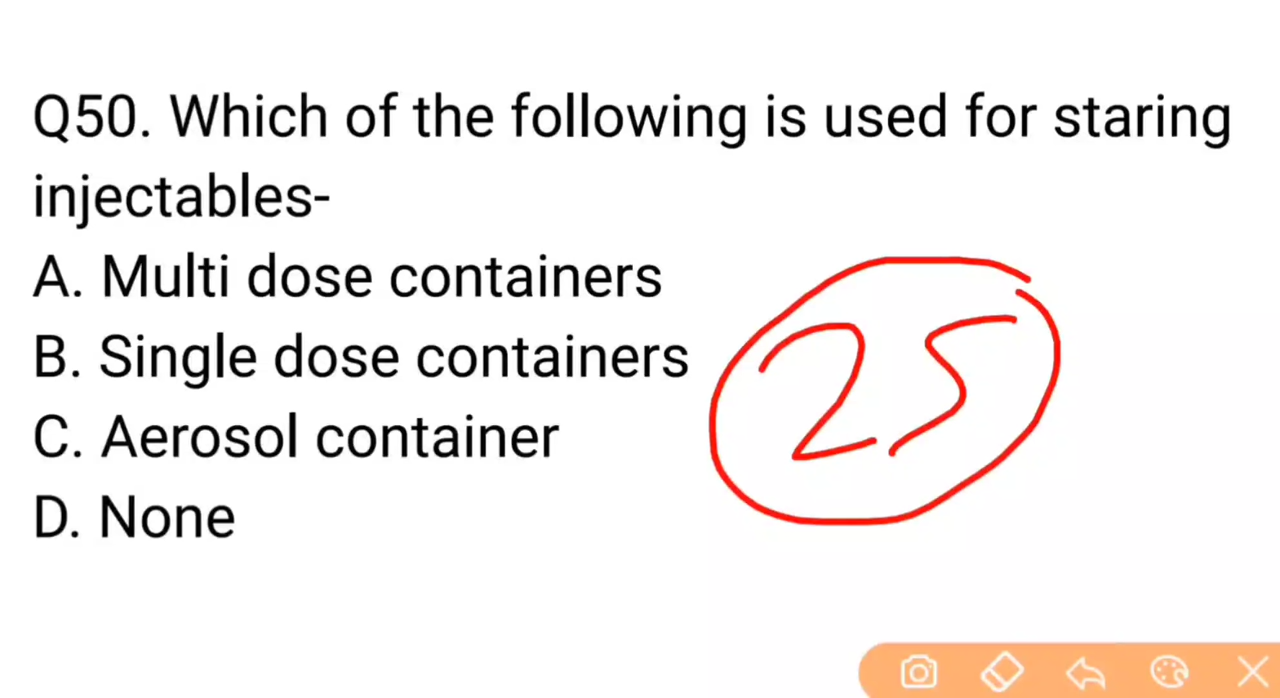 Q50. Which of the following is used for staring
injectables-
A. Multi dose containers
B. Single dose containers
C. Aerosol container
D. None
25